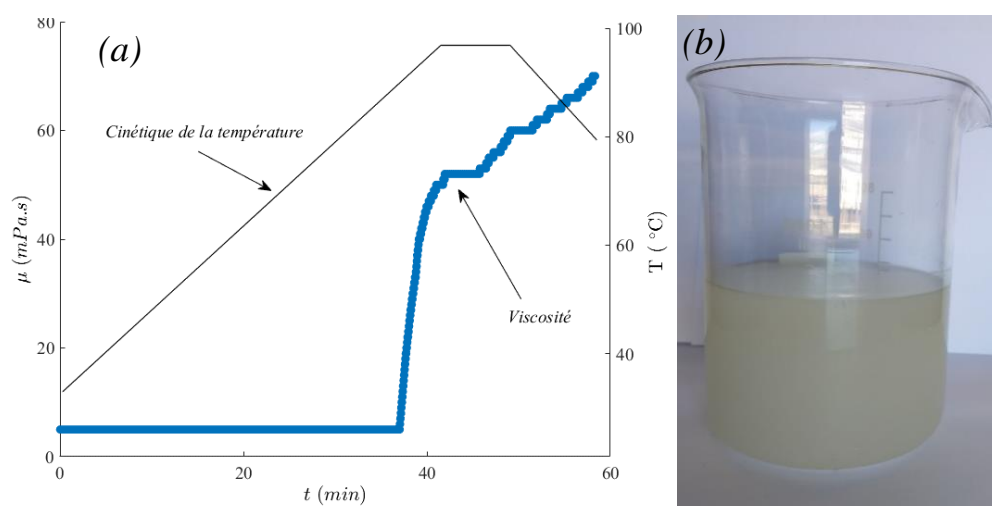 (a)
80
60
40
20
0
μ (mPa.s)
0
20
40
60
t (min)
100
80
60
40
T ( °C)
Cinétique de la température
Viscosité
(b)